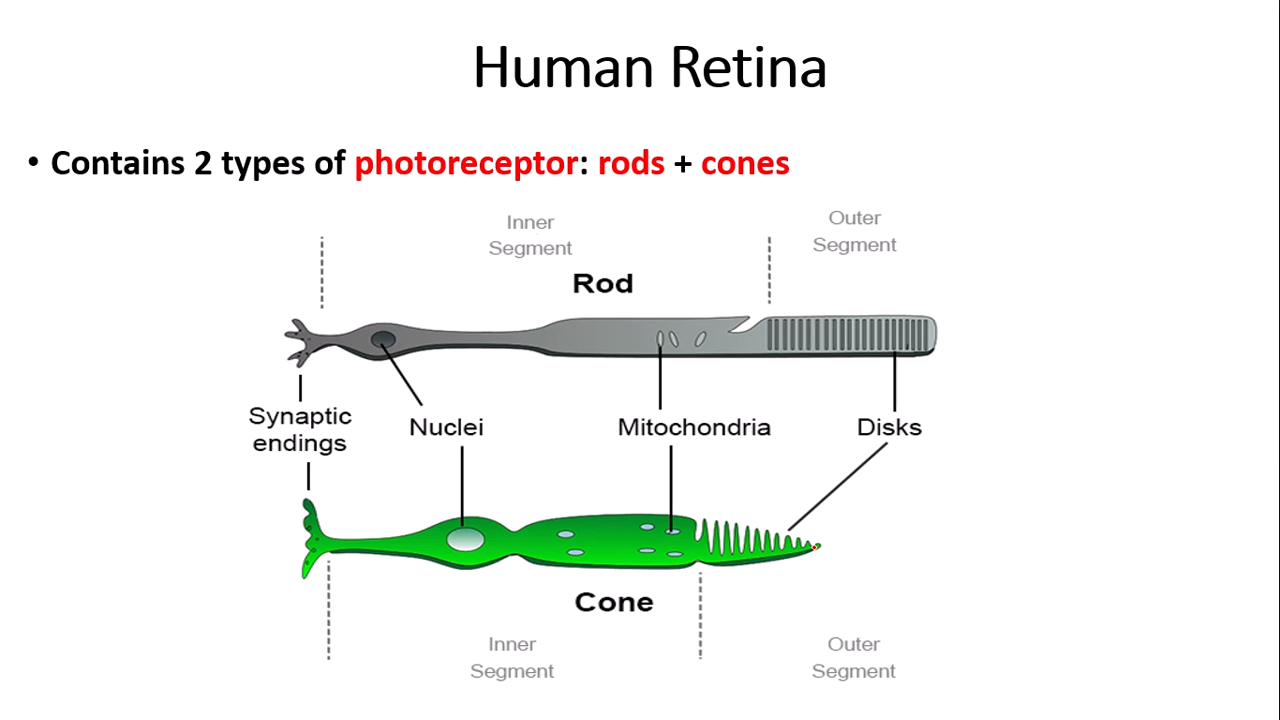 Human Retina
• Contains 2 types of photoreceptor: rods + cones
Inner
Segment
Outer
Segment
Rod
Synaptic
endings
Nuclei
Mitochondria
Disks
Cone
Inner
Segment
Outer
Segment